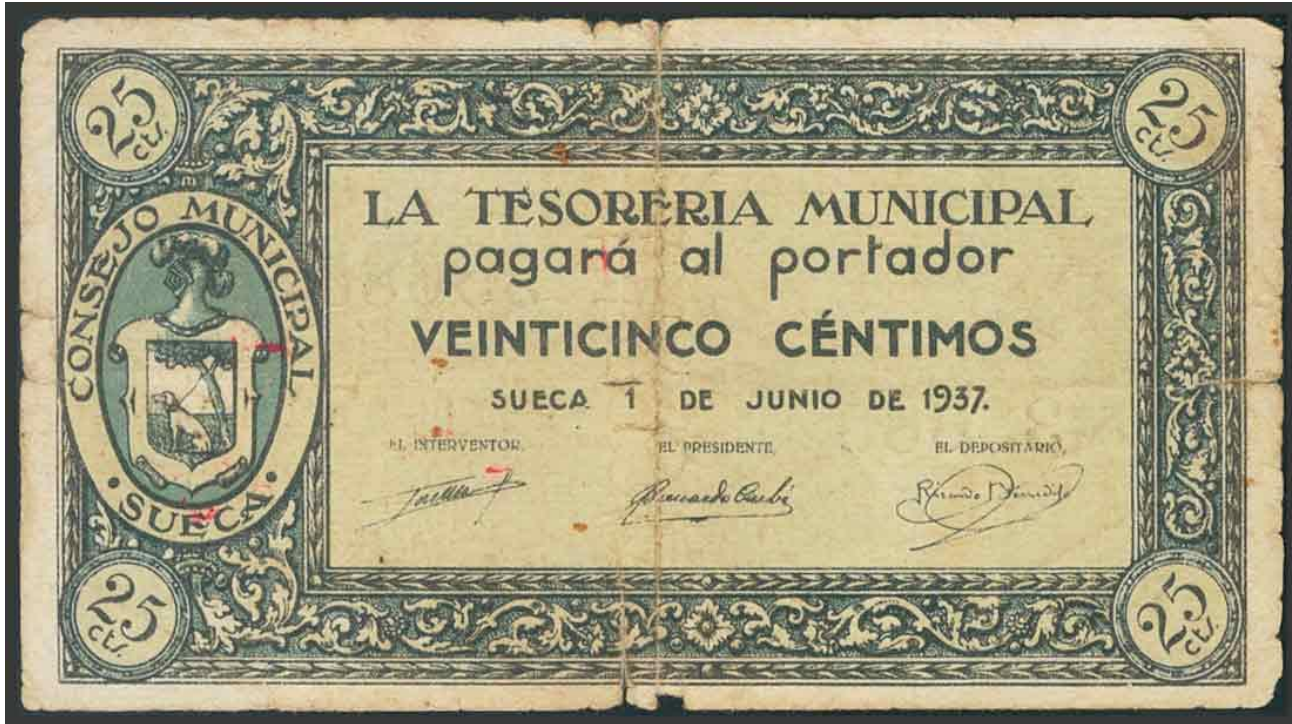 25 cts.
25 cts.
CONSEJO MUNICIPAL
SUECA
LA TESORERIA MUNICIPAL
pagará al portador
VEINTICINCO CÉNTIMOS
SUECA 1 DE JUNIO DE 1937.
EL INTERVENTOR,
EL PRESIDENTE,
EL DEPOSITARIO,
25 cts.
25 cts.